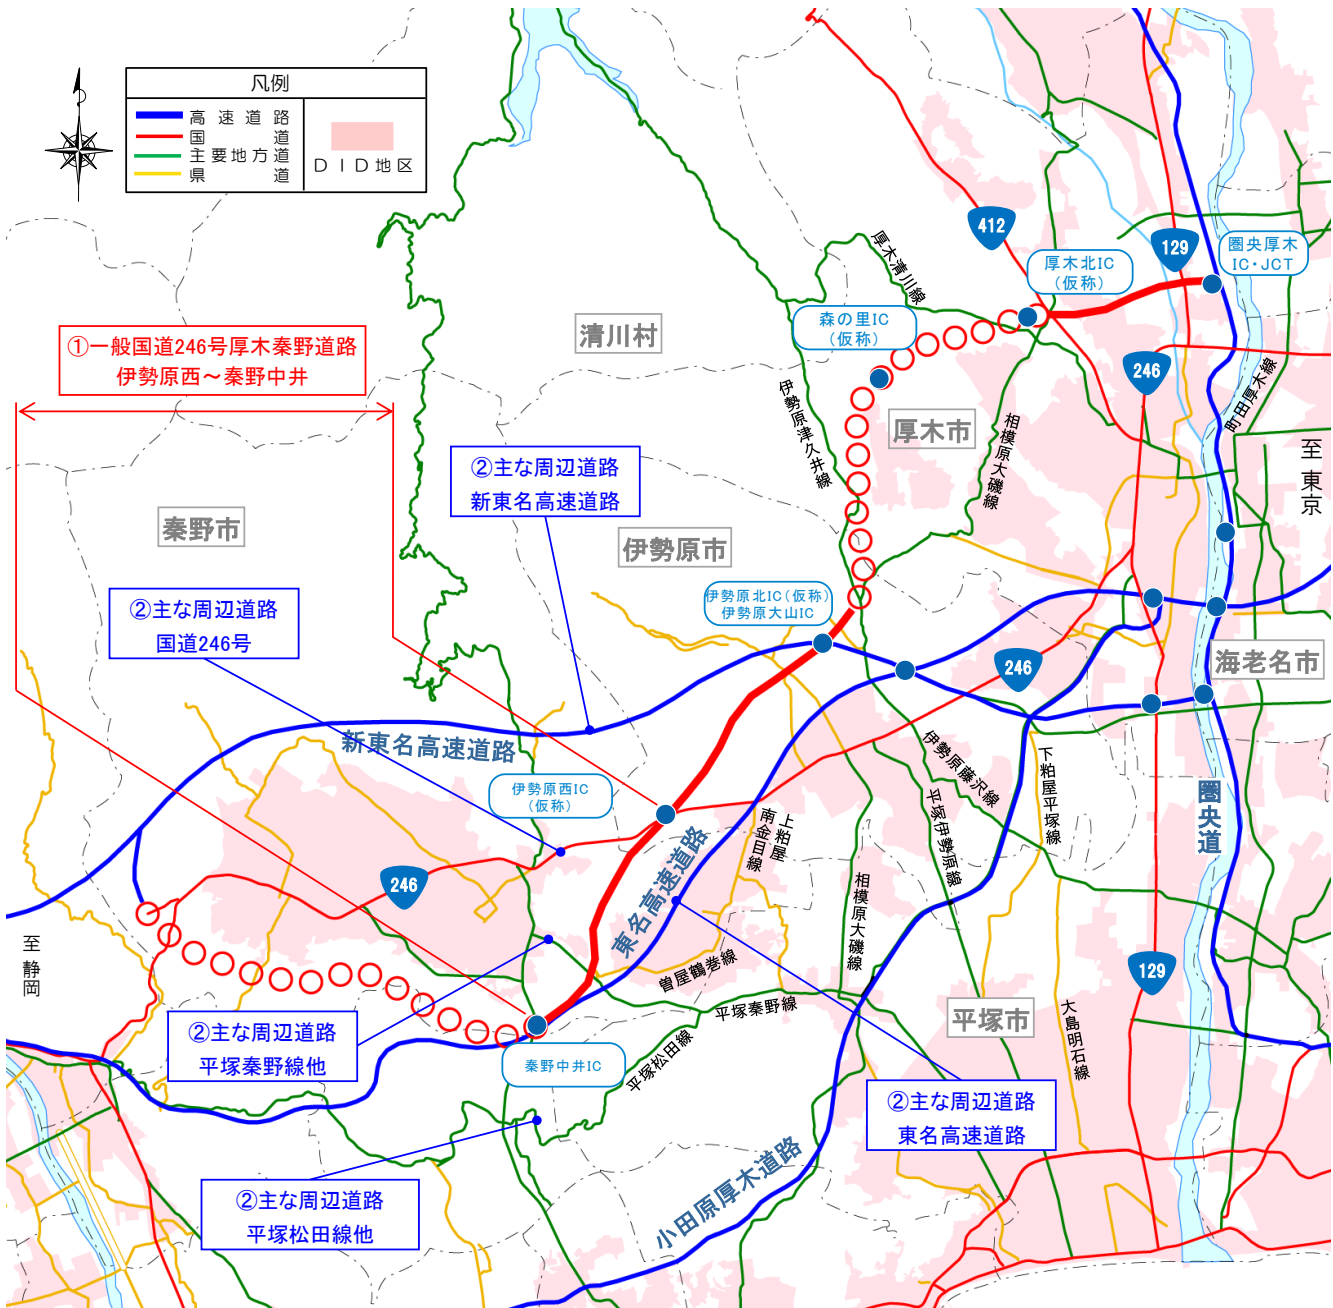 凡例
高速道路
国道
主要地方道
県道
DID地区
412
129
圏央厚木
IC・JCT
厚木北IC
(仮称)
森の里IC
(仮称)
厚木清川線
清川村
①一般国道246号厚木秦野道路
伊勢原西～秦野中井
246
町田厚木線
伊勢原津久井線
厚木市
相模原大磯線
至東京
②主な周辺道路
新東名高速道路
秦野市
伊勢原市
伊勢原北IC(仮称)
伊勢原大山IC
②主な周辺道路
国道246号
246
海老名市
新東名高速道路
伊勢原西IC
(仮称)
伊勢原藤沢線
下粕屋平塚線
平塚伊勢原線
圏央道
上粕屋
南金目線
東名高速道路
246
相模原大磯線
至静岡
曽屋鶴巻線
129
平塚秦野線
平塚市
大島明石線
②主な周辺道路
平塚秦野線他
秦野中井IC
平塚松田線
②主な周辺道路
東名高速道路
小田原厚木道路
②主な周辺道路
平塚松田線他